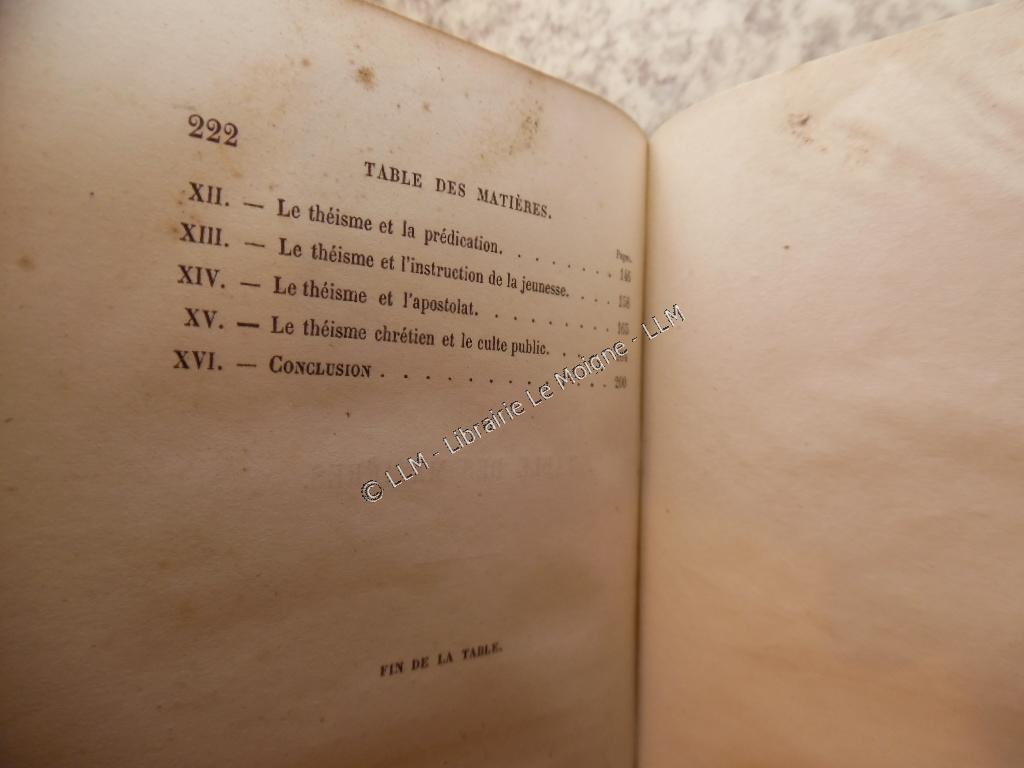 222
TABLE DES MATIÈRES.
Pages.
XII. — Le théisme et la prédication. . . . . . . . 146
XIII. — Le théisme et l'instruction de la jeunesse. . . . 158
XIV. — Le théisme et l'apostolat. . . . . . . . . . 165
XV. — Le théisme chrétien et le culte public. . . .
XVI. — CONCLUSION . . . . . . . . . . . . 200
© LLM - Librairie Le Moigne - LLM
FIN DE LA TABLE.